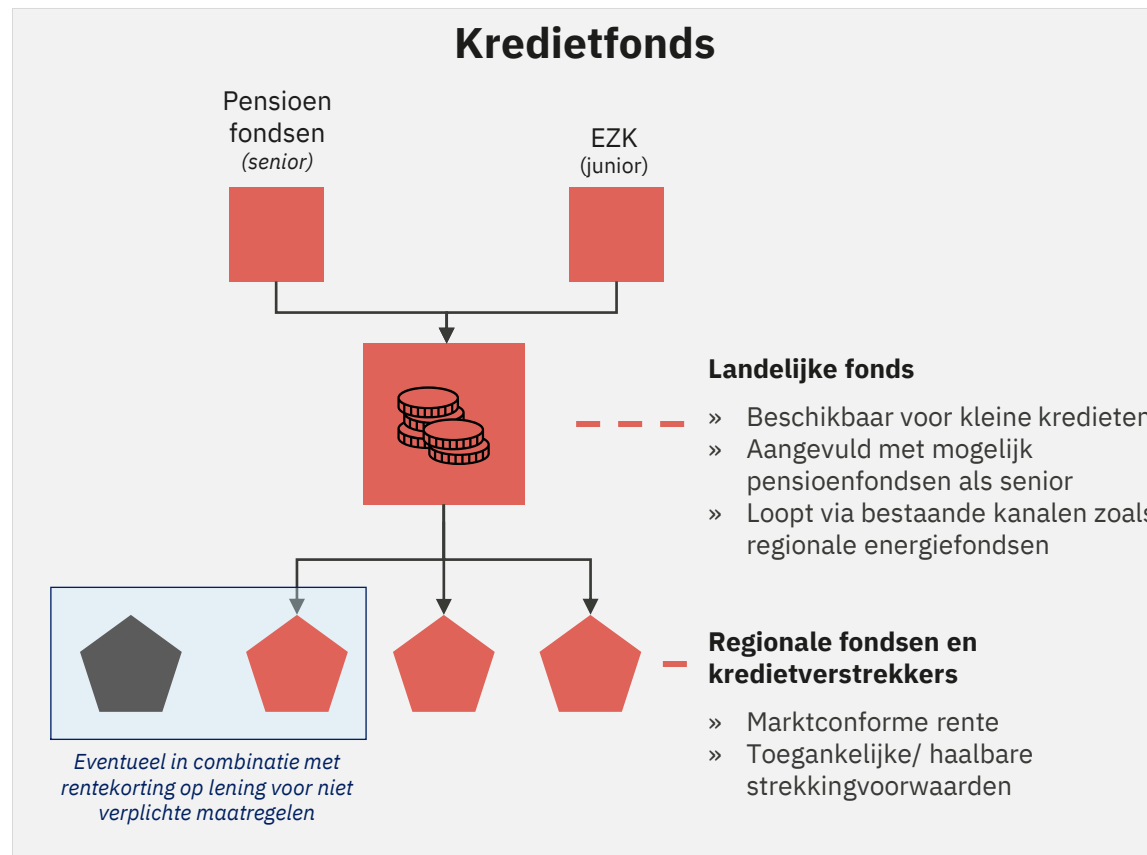 Kredietfonds
Pensioen
fondsen
(senior)
EZK
(junior)
Landelijke fonds
» Beschikbaar voor kleine kredieten
» Aangevuld met mogelijk
pensioenfondsen als senior
» Loopt via bestaande kanalen zoals
regionale energiefondsen
Regionale fondsen en
kredietverstrekkers
» Marktconforme rente
» Toegankelijke/ haalbare
strekkingvoorwaarden
Eventueel in combinatie met
rentekorting op lening voor niet
verplichte maatregelen